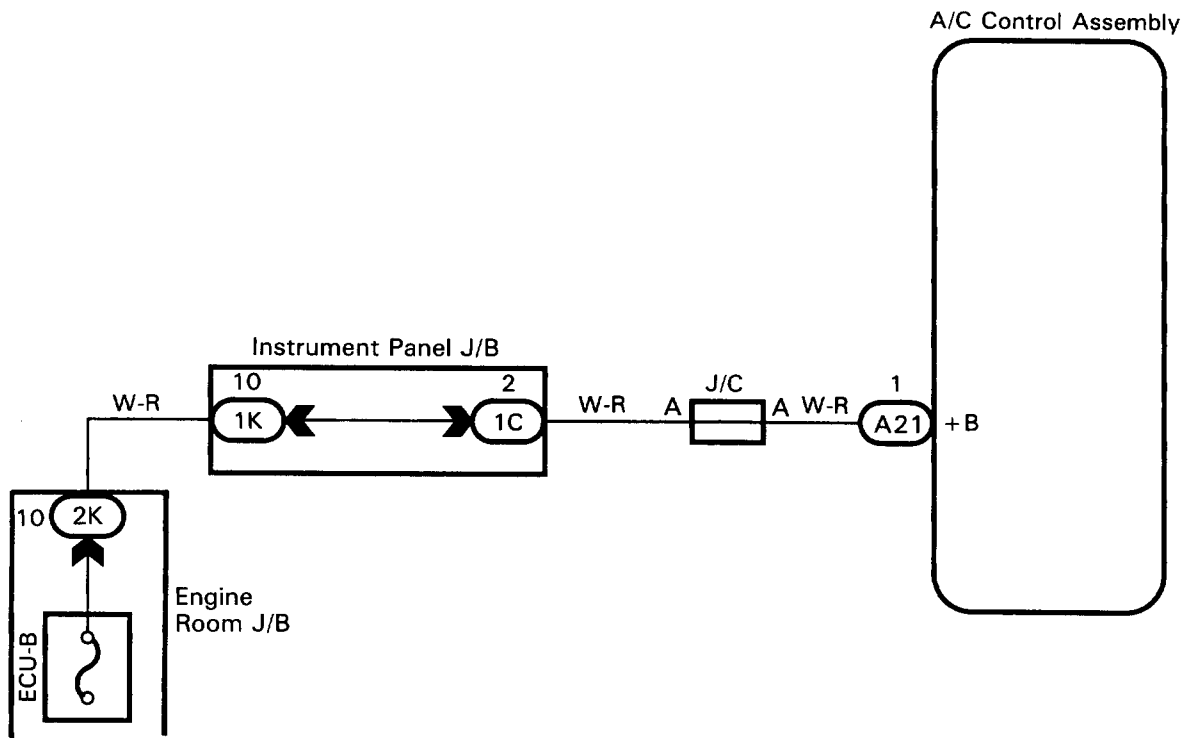 A/C Control Assembly
Instrument Panel J/B
10
2
J/C
1
W-R
1K
1C
W-R
A
A
W-R
A21
+B
10
2K
Engine
Room J/B
ECU-B